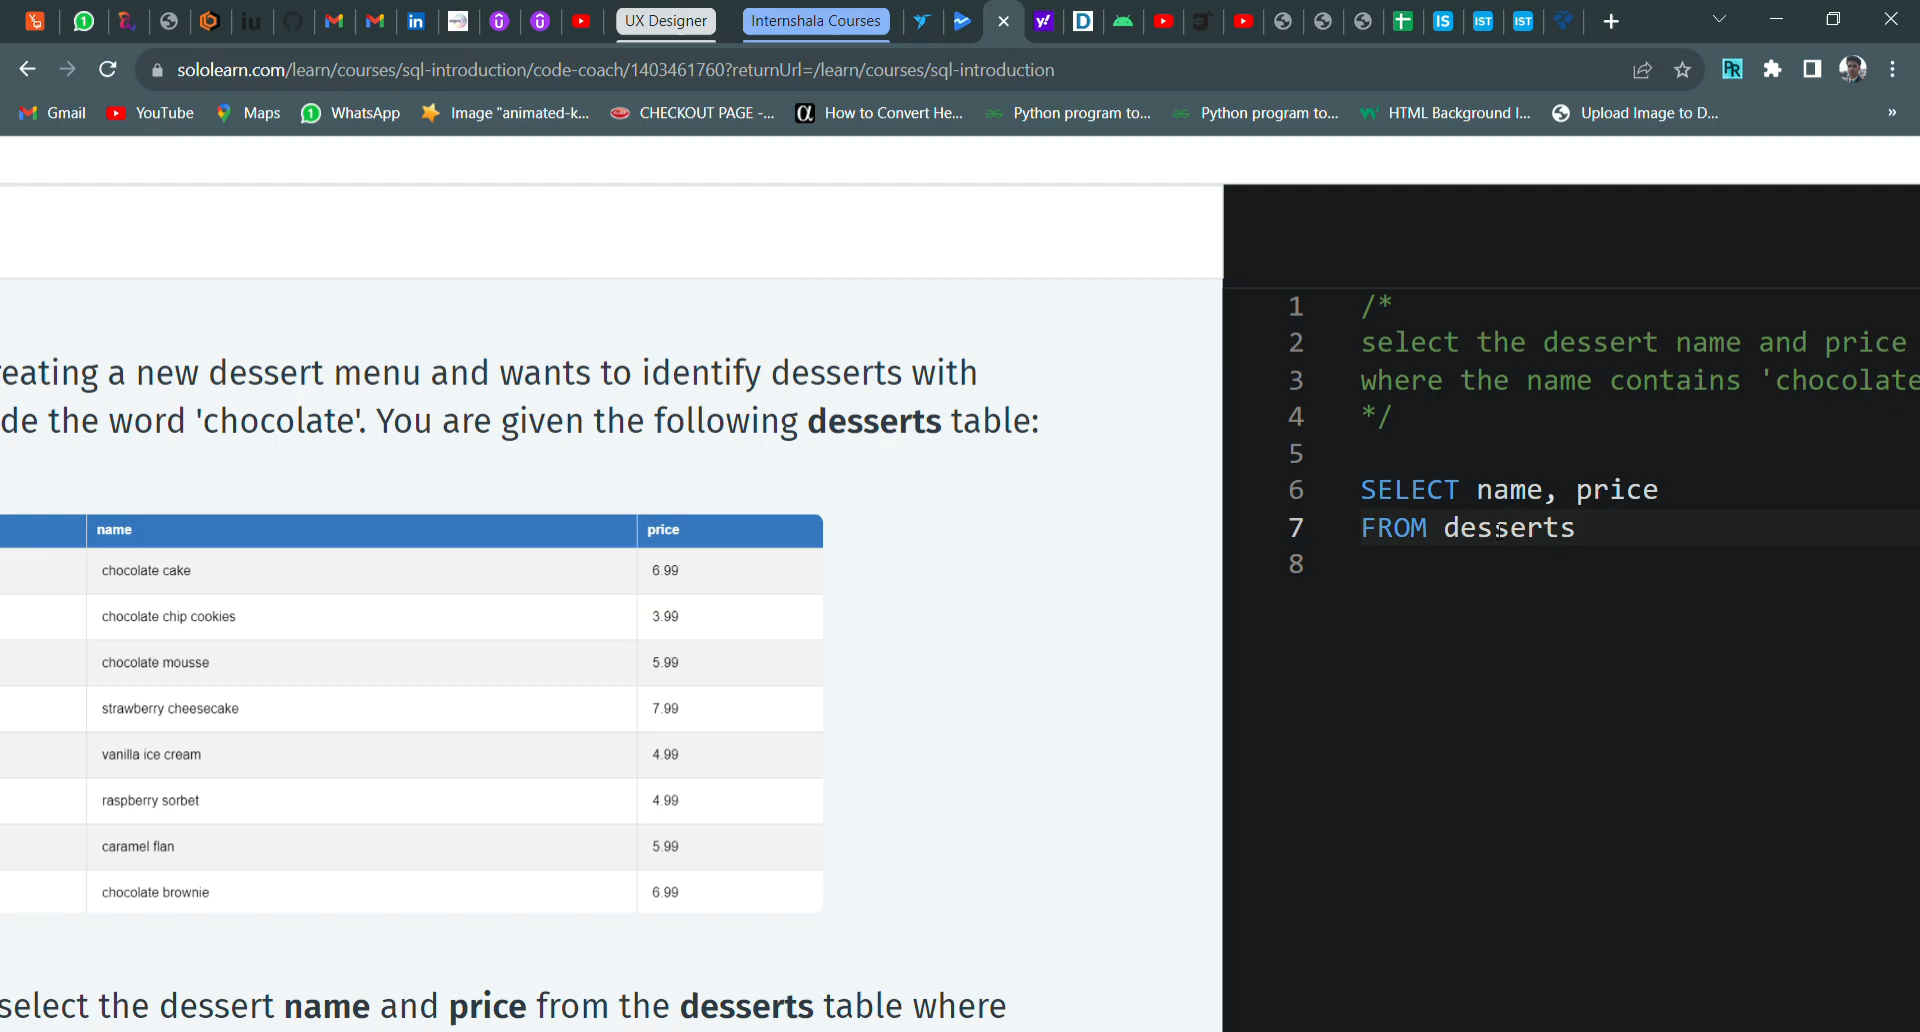 UX Designer
Internshala Courses
sololearn.com/learn/courses/sql-introduction/code-coach/1403461760?returnUrl=/learn/courses/sql-introduction
Gmail
YouTube
Maps
WhatsApp
Image "animated-k...
CHECKOUT PAGE -...
How to Convert He...
Python program to...
Python program to...
HTML Background I...
Upload Image to D...
»
reating a new dessert menu and wants to identify desserts with
de the word 'chocolate'. You are given the following desserts table:
name price
chocolate cake 6.99
chocolate chip cookies 3.99
chocolate mousse 5.99
strawberry cheesecake 7.99
vanilla ice cream 4.99
raspberry sorbet 4.99
caramel flan 5.99
chocolate brownie 6.99
select the dessert name and price from the desserts table where
1 /*
2 select the dessert name and price
3 where the name contains 'chocolate
4 */
5
6 SELECT name, price
7 FROM desserts
8